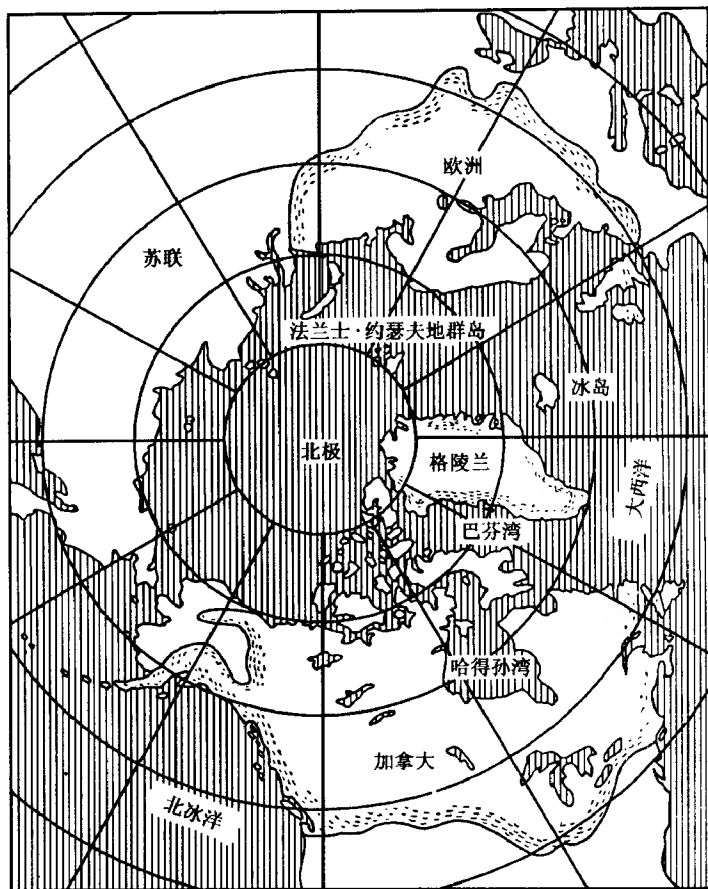 欧洲
苏联
法兰士·约瑟夫地群岛
冰岛
北极
格陵兰
大西洋
巴芬湾
哈得孙湾
加拿大
北冰洋